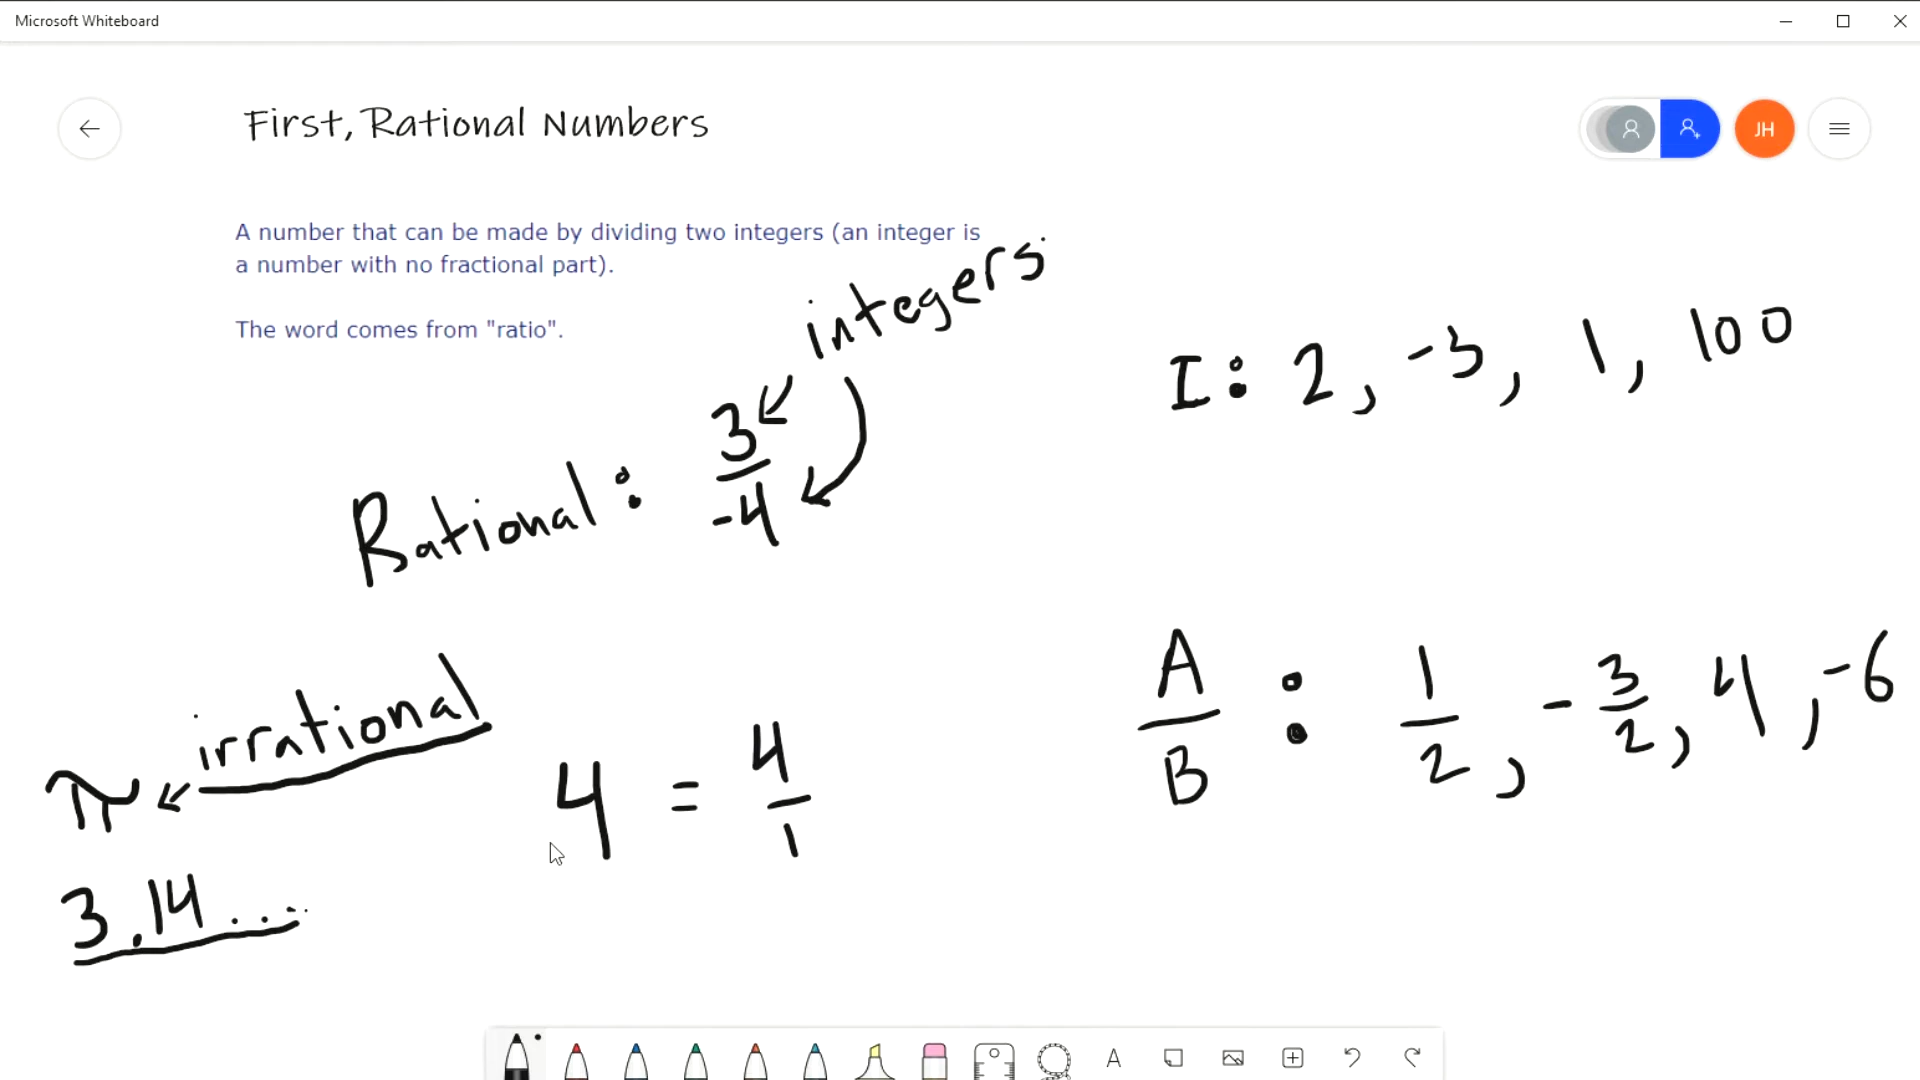 Microsoft Whiteboard
First, Rational Numbers
JH
A number that can be made by dividing two integers (an integer is
a number with no fractional part).
The word comes from "ratio".
integers
I: 2, -3, 1, 100
Rational: 3/-4
A/B : 1/2, -3/2, 4, -6
irrational
π
4 = 4/1
3.14....
A